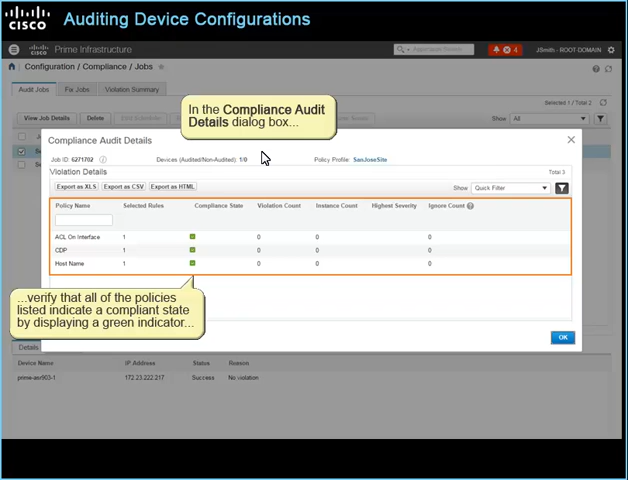 CISCO
Auditing Device Configurations
CISCO Prime Infrastructure
4
JSmith - ROOT-DOMAIN
Configuration / Compliance / Jobs
Audit Jobs Fix Jobs Violation Summary
Selected 1 / Total 2
View Job Details Delete Show All
In the Compliance Audit
Details dialog box...
Compliance Audit Details
Job ID: 6271702 Devices (Audited/Non-Audited): 1/0 Policy Profile: SanJoseSite
Violation Details
Total 3
Export as XLS Export as CSV Export as HTML Show Quick Filter
Policy Name Selected Rules Compliance State Violation Count Instance Count Highest Severity Ignore Count
ACL On Interface 1 0 0 0
CDP 1 0 0 0
Host Name 1 0 0 0
...verify that all of the policies
listed indicate a compliant state
by displaying a green indicator...
OK
Details
Device Name IP Address Status Reason
prime-asr903-1 172.23.222.217 Success No violation